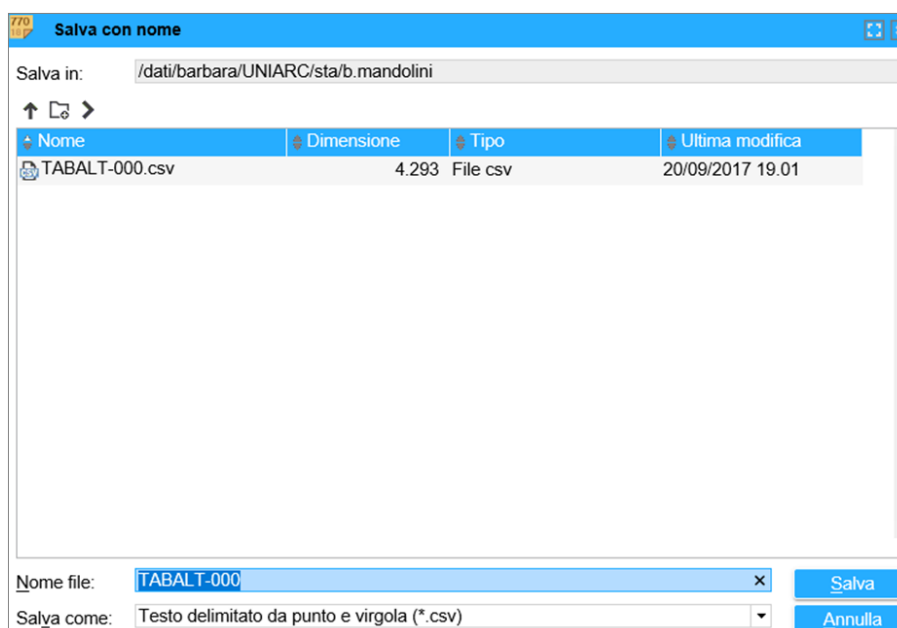 770
Salva con nome
Salva in: /dati/barbara/UNIARC/sta/b.mandolini
Nome Dimensione Tipo Ultima modifica
TABALT-000.csv 4.293 File csv 20/09/2017 19.01
Nome file: TABALT-000 Salva
Salva come: Testo delimitato da punto e virgola (*.csv) Annulla